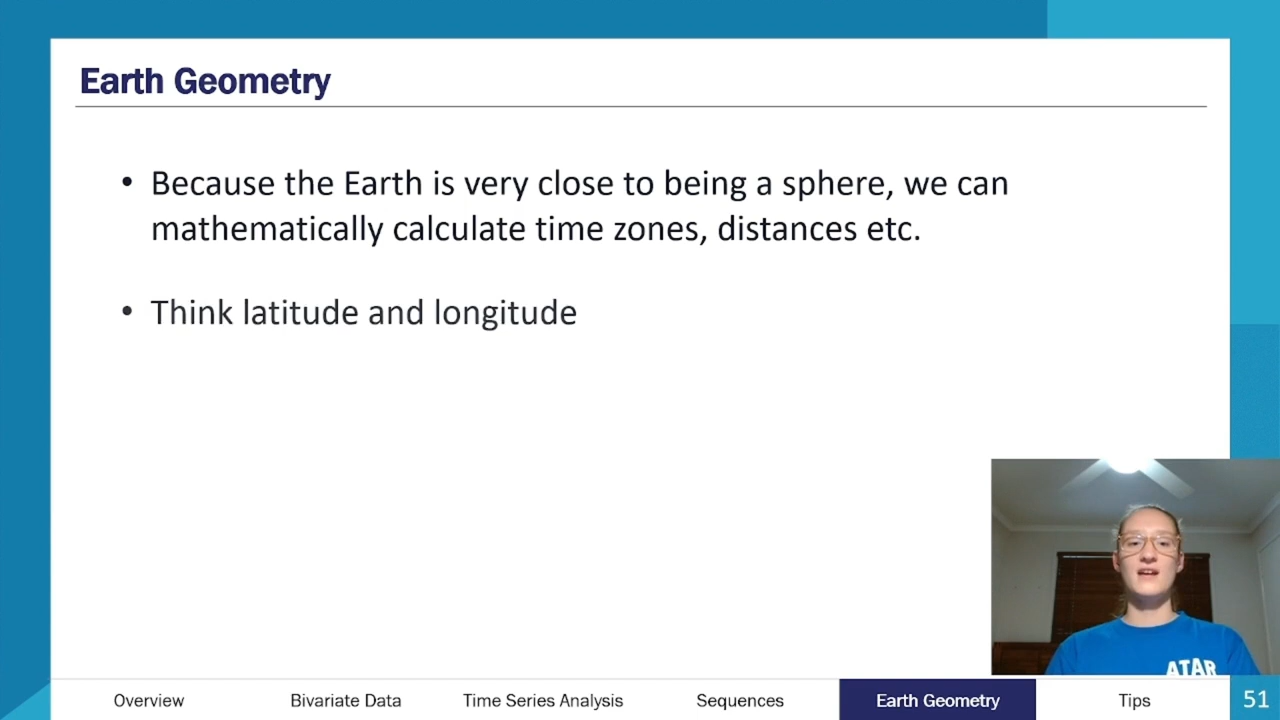 Earth Geometry
• Because the Earth is very close to being a sphere, we can
mathematically calculate time zones, distances etc.
• Think latitude and longitude
ATAR
Overview
Bivariate Data
Time Series Analysis
Sequences
Earth Geometry
Tips
51